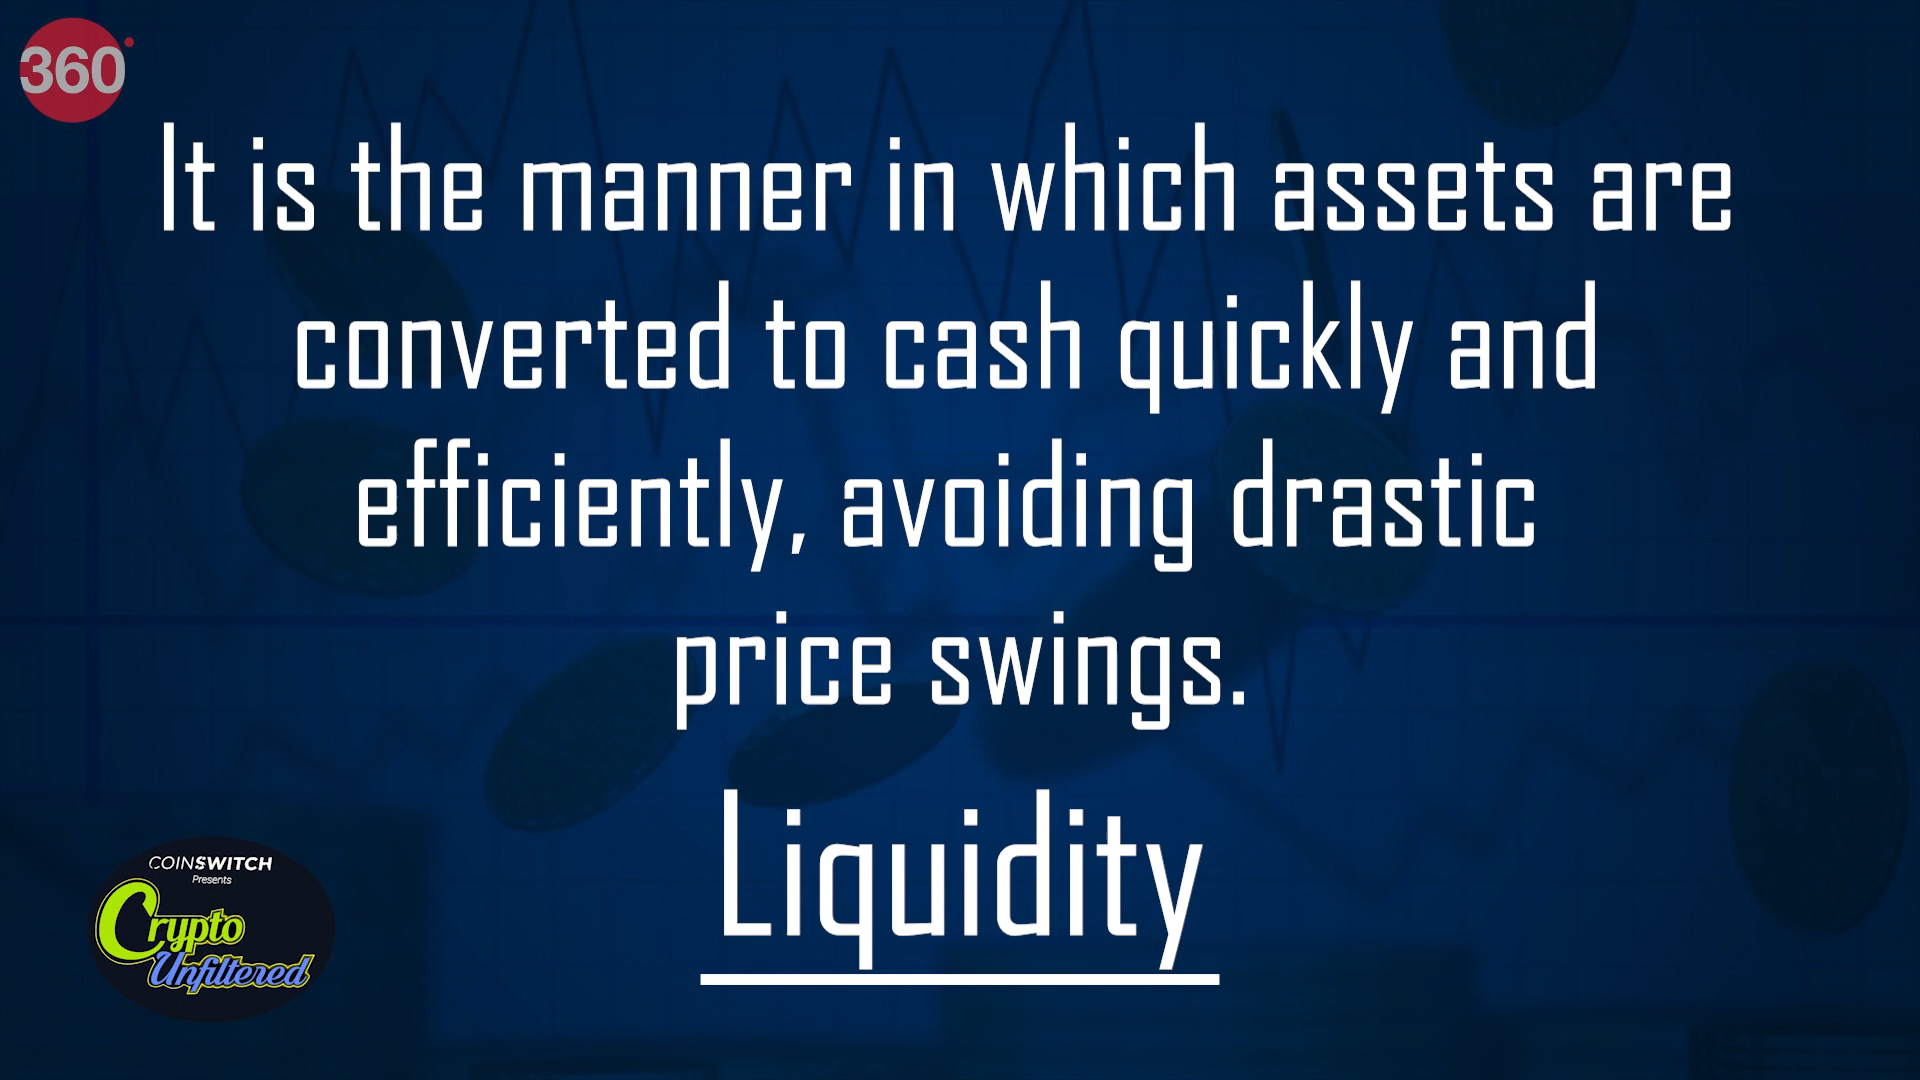 360
It is the manner in which assets are
converted to cash quickly and
efficiently, avoiding drastic
price swings.
Liquidity
COINSWITCH
Presents
Crypto
Unfiltered